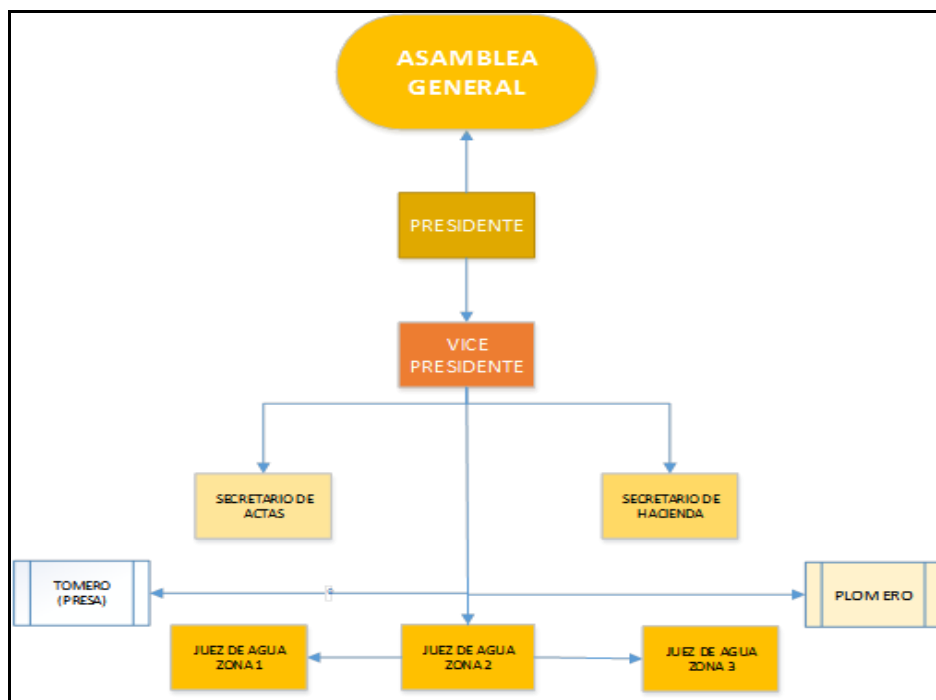 ASAMBLEA
GENERAL
PRESIDENTE
VICE
PRESIDENTE
SECRETARIO DE
ACTAS
SECRETARIO DE
HACIENDA
TOMERO
(PRESA)
PLOMERO
JUEZ DE AGUA
ZONA 1
JUEZ DE AGUA
ZONA 2
JUEZ DE AGUA
ZONA 3